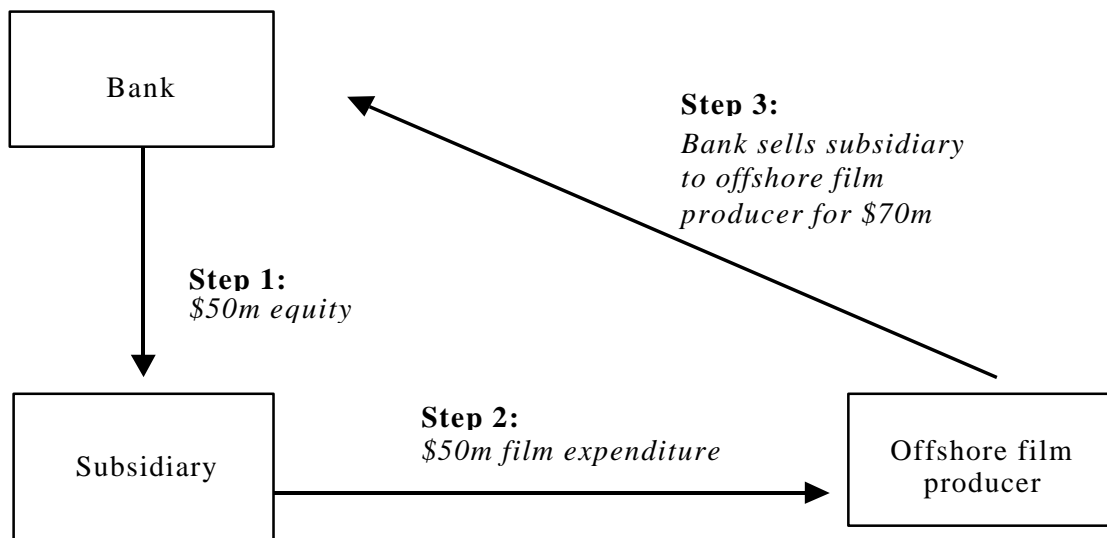 Bank
Step 3:
Bank sells subsidiary
to offshore film
producer for $70m
Step 1:
$50m equity
Step 2:
$50m film expenditure
Subsidiary
Offshore film
producer